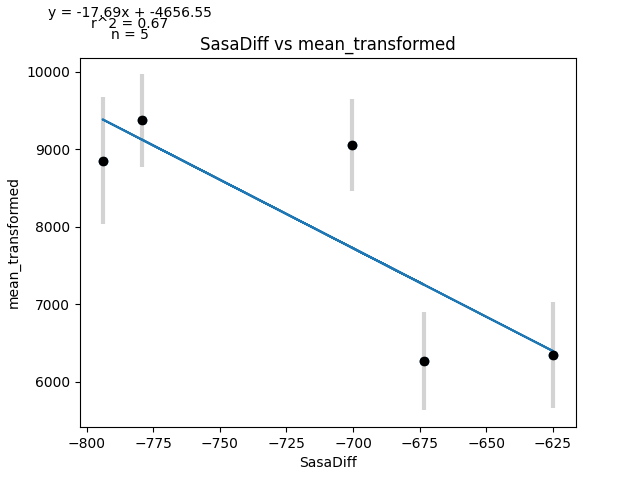 y = -17.69x + -4656.55
r^2 = 0.67
n = 5
SasaDiff vs mean_transformed
10000
9000
8000
7000
6000
mean_transformed
−800 −775 −750 −725 −700 −675 −650 −625
SasaDiff